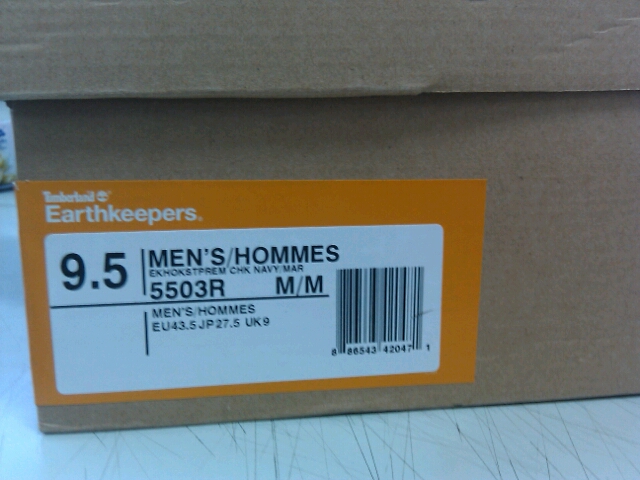 Timberland
Earthkeepers®
9.5
MEN'S/HOMMES
EKHOKSTPREM CHK NAVY/MAR
5503R M/M
MEN'S/HOMMES
EU43.5 JP27.5 UK9
8 86543 42047 1